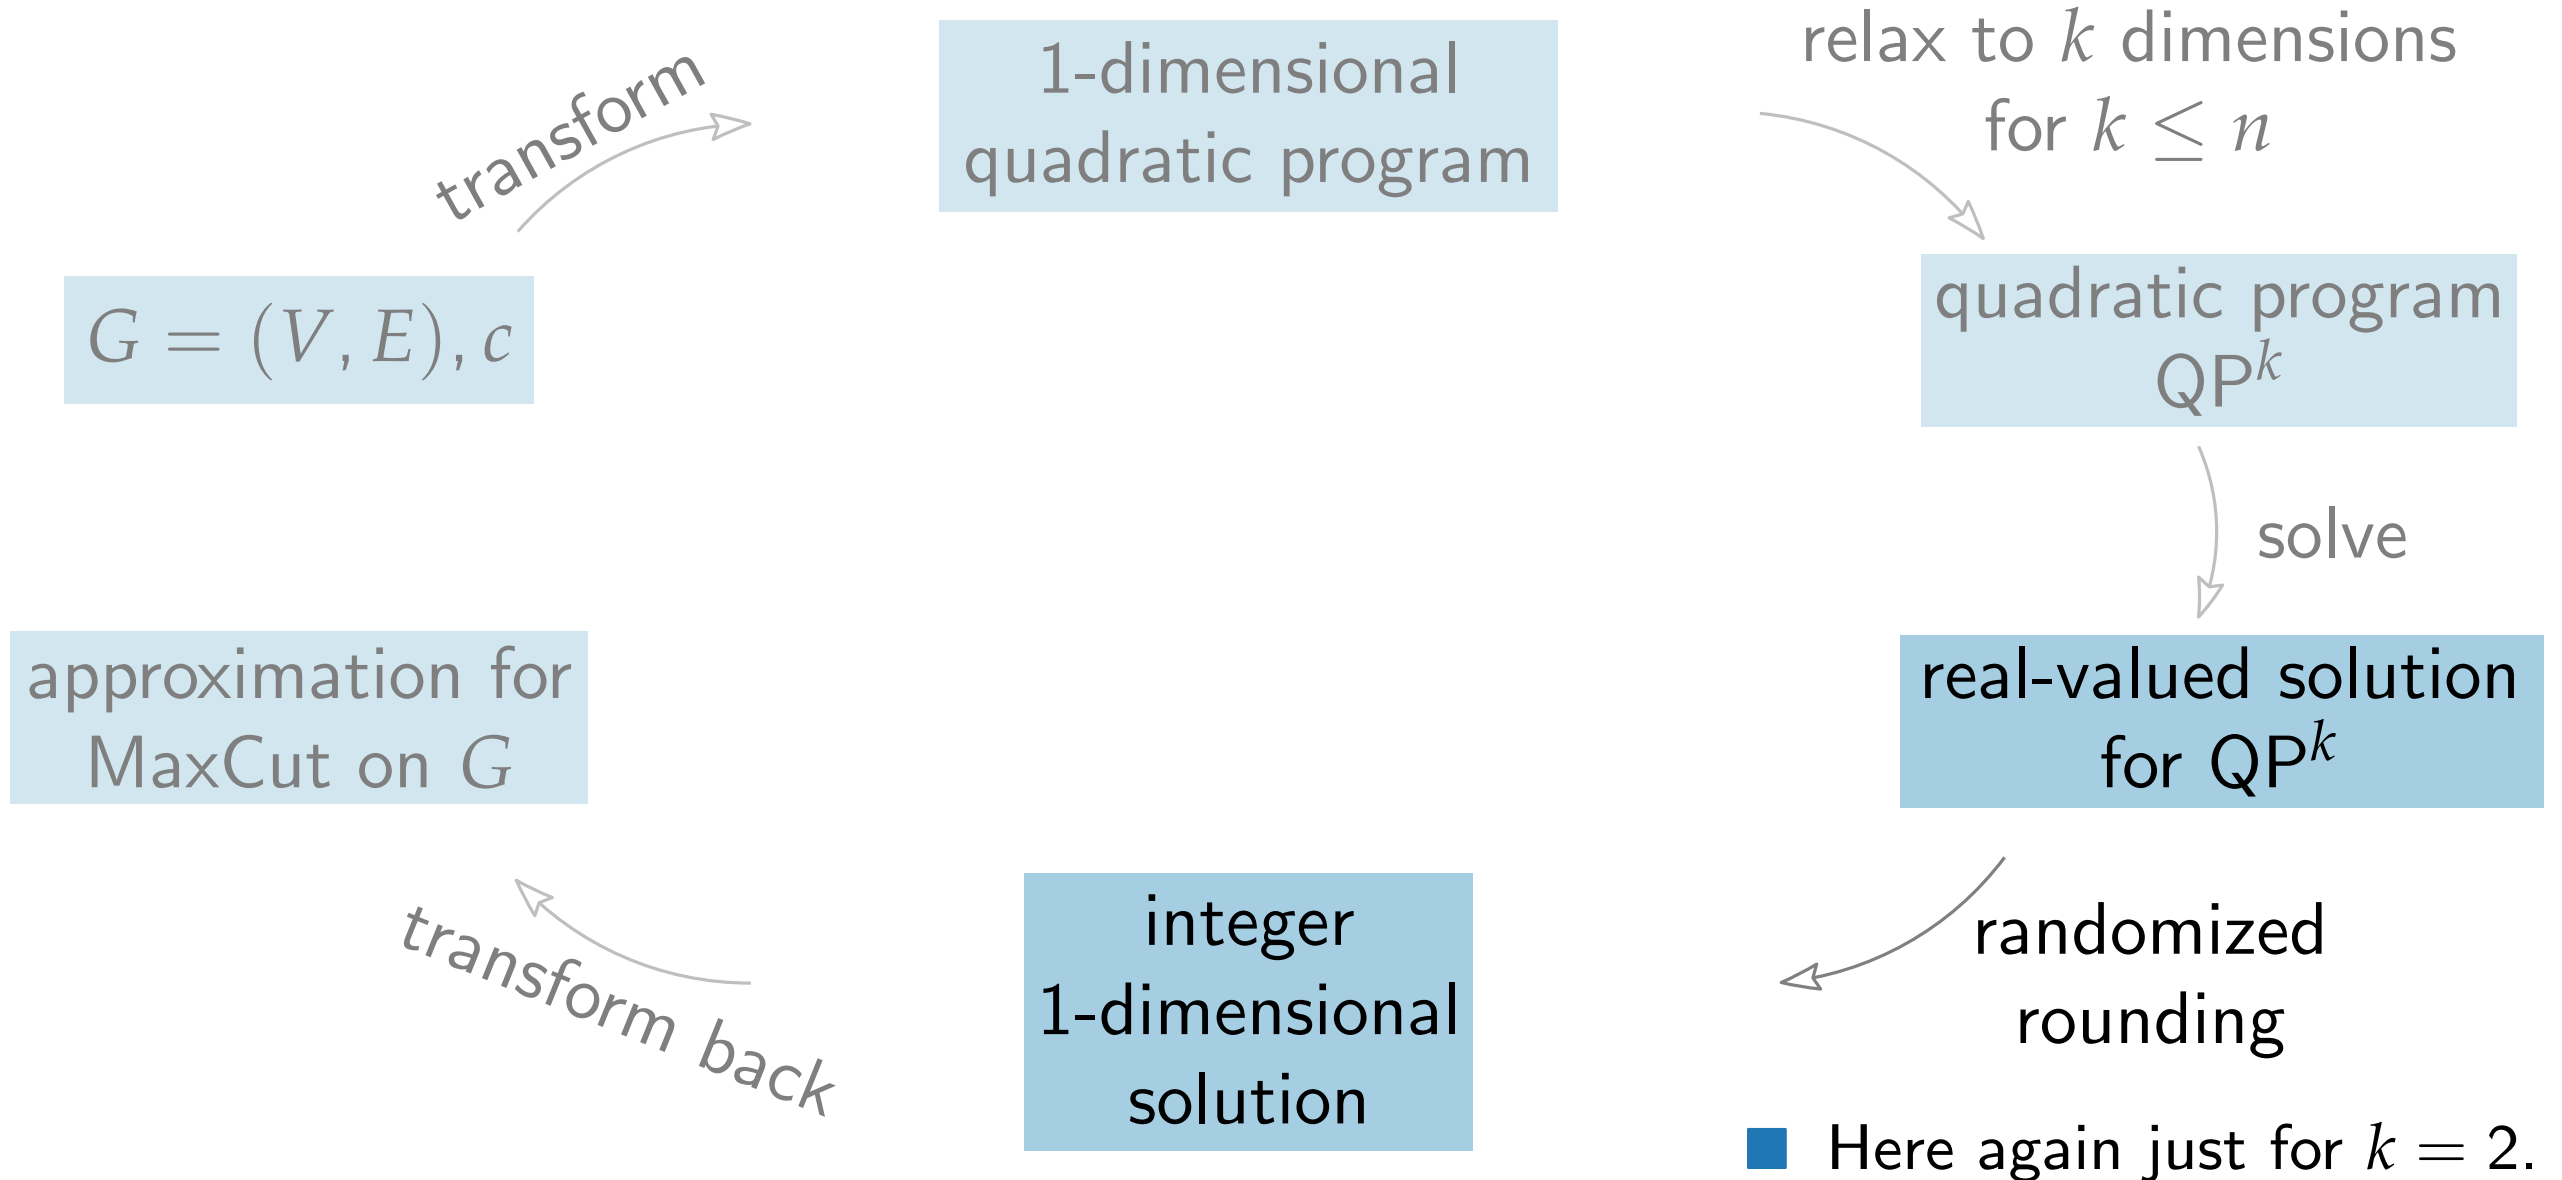 transform
1-dimensional
quadratic program
relax to k dimensions
for k ≤ n
G = (V, E), c
quadratic program
QP^k
solve
approximation for
MaxCut on G
real-valued solution
for QP^k
transform back
integer
1-dimensional
solution
randomized
rounding
Here again just for k = 2.